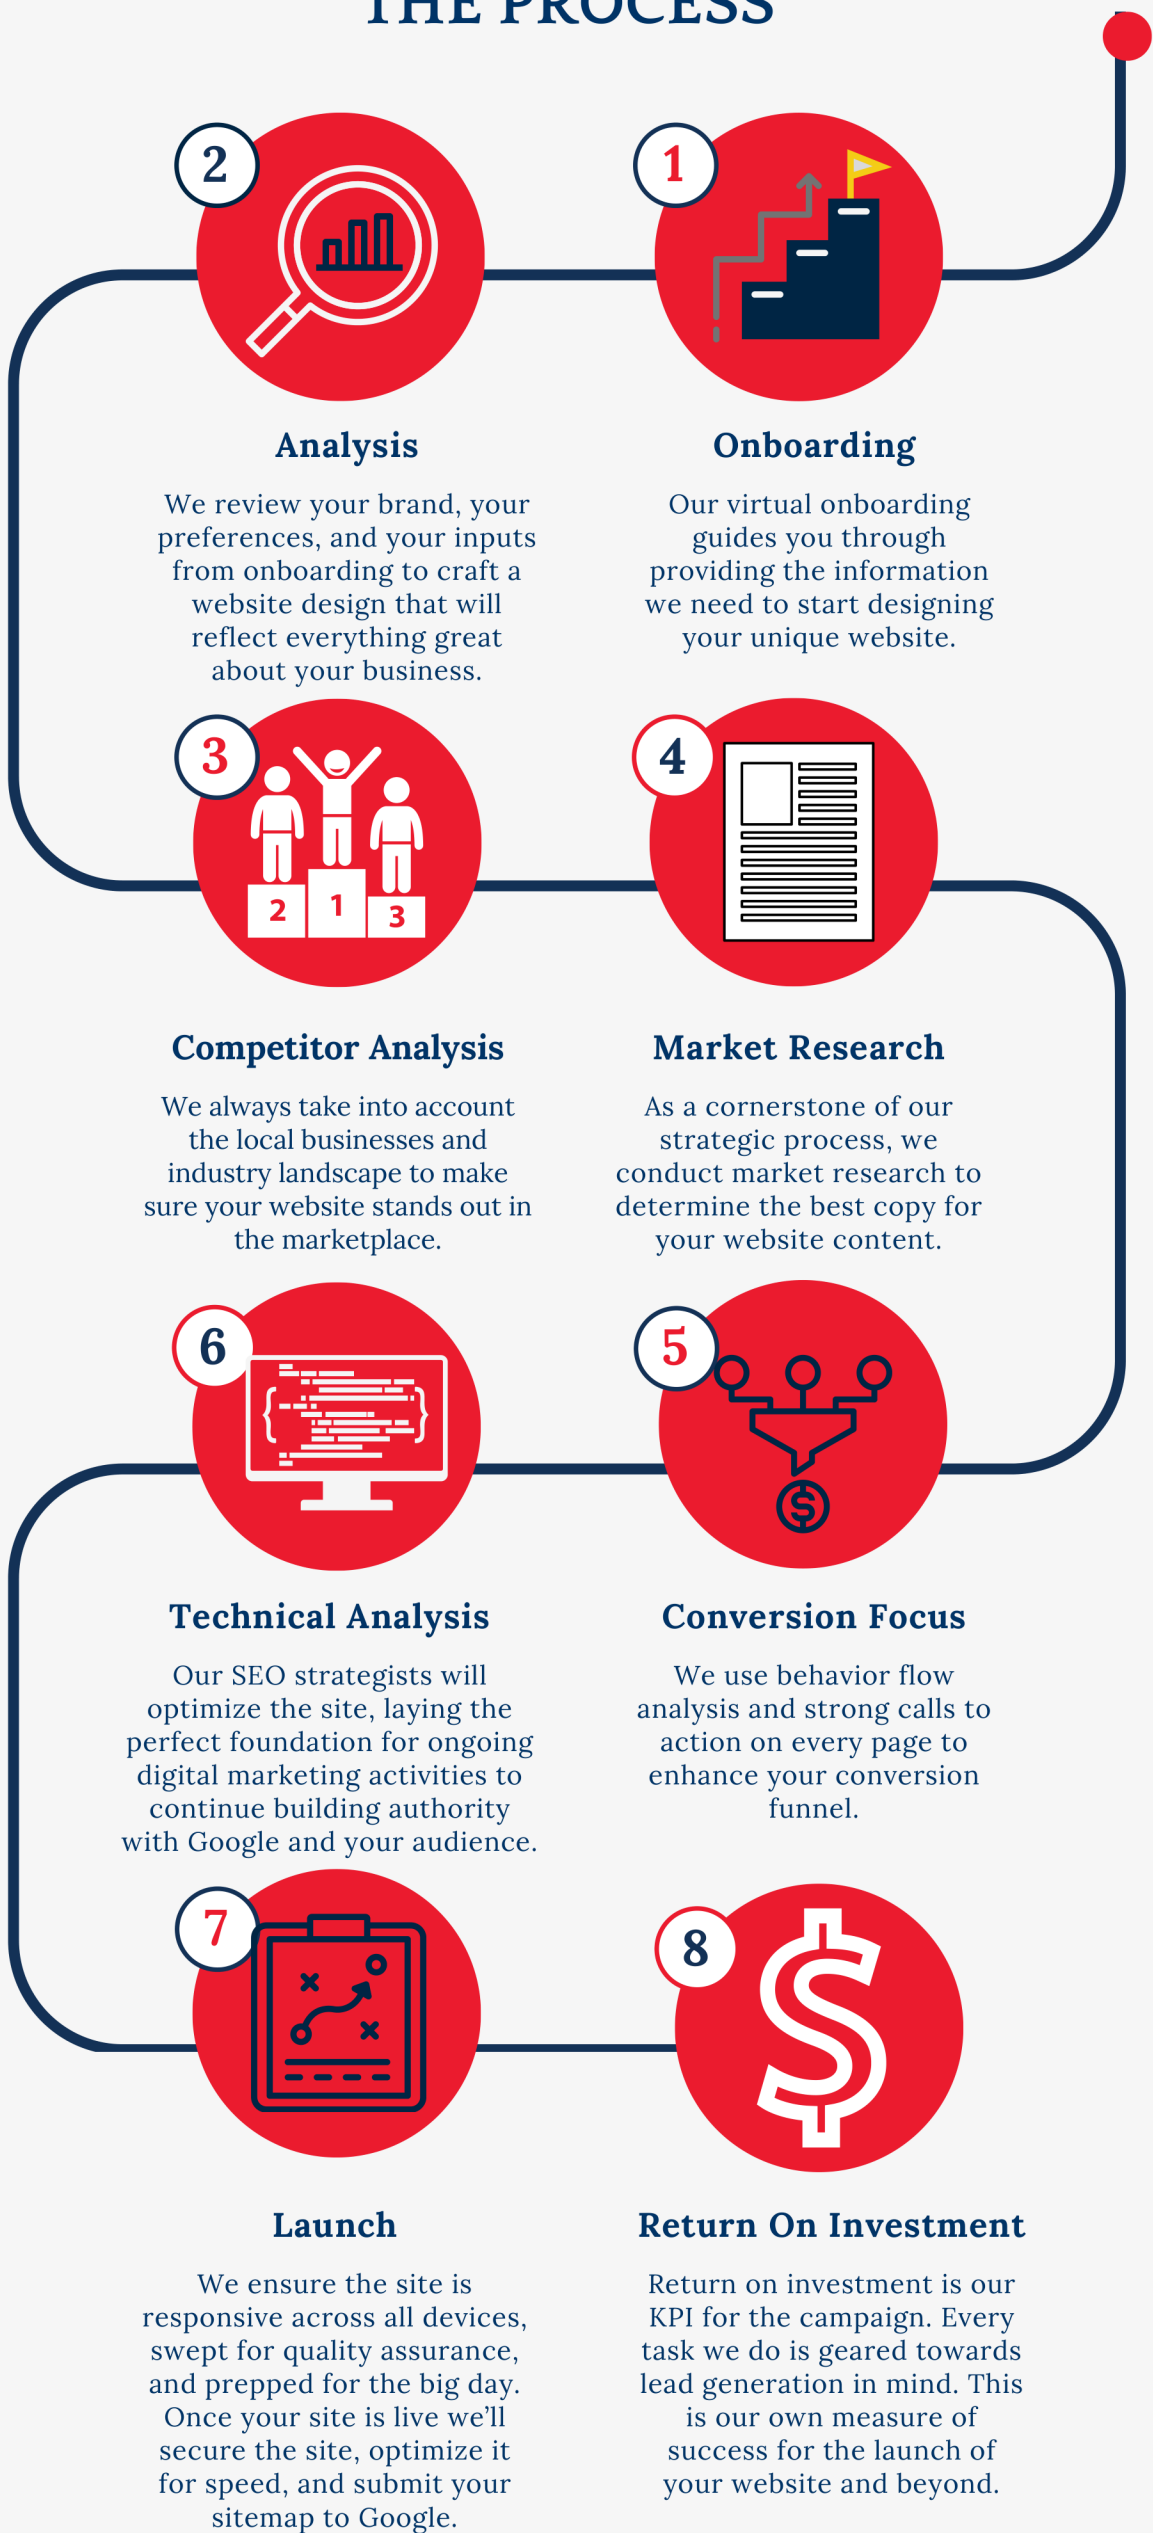 THE PROCESS
1
Onboarding
Our virtual onboarding
guides you through
providing the information
we need to start designing
your unique website.
2
Analysis
We review your brand, your
preferences, and your inputs
from onboarding to craft a
website design that will
reflect everything great
about your business.
3
2
1
3
Competitor Analysis
We always take into account
the local businesses and
industry landscape to make
sure your website stands out in
the marketplace.
4
Market Research
As a cornerstone of our
strategic process, we
conduct market research to
determine the best copy for
your website content.
5
$
Conversion Focus
We use behavior flow
analysis and strong calls to
action on every page to
enhance your conversion
funnel.
6
Technical Analysis
Our SEO strategists will
optimize the site, laying the
perfect foundation for ongoing
digital marketing activities to
continue building authority
with Google and your audience.
7
Launch
We ensure the site is
responsive across all devices,
swept for quality assurance,
and prepped for the big day.
Once your site is live we’ll
secure the site, optimize it
for speed, and submit your
sitemap to Google.
8
$
Return On Investment
Return on investment is our
KPI for the campaign. Every
task we do is geared towards
lead generation in mind. This
is our own measure of
success for the launch of
your website and beyond.